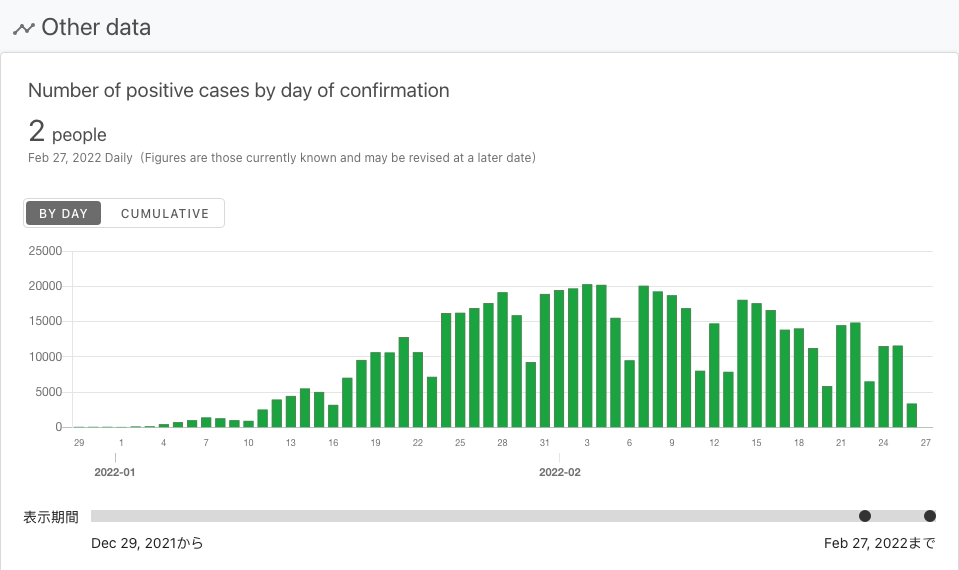 Other data
Number of positive cases by day of confirmation
2 people
Feb 27, 2022 Daily (Figures are those currently known and may be revised at a later date)
BY DAY CUMULATIVE
25000
20000
15000
10000
5000
0
29 1 4 7 10 13 16 19 22 25 28 31 3 6 9 12 15 18 21 24 27
2022-01 2022-02
表示期間
Dec 29, 2021から Feb 27, 2022まで